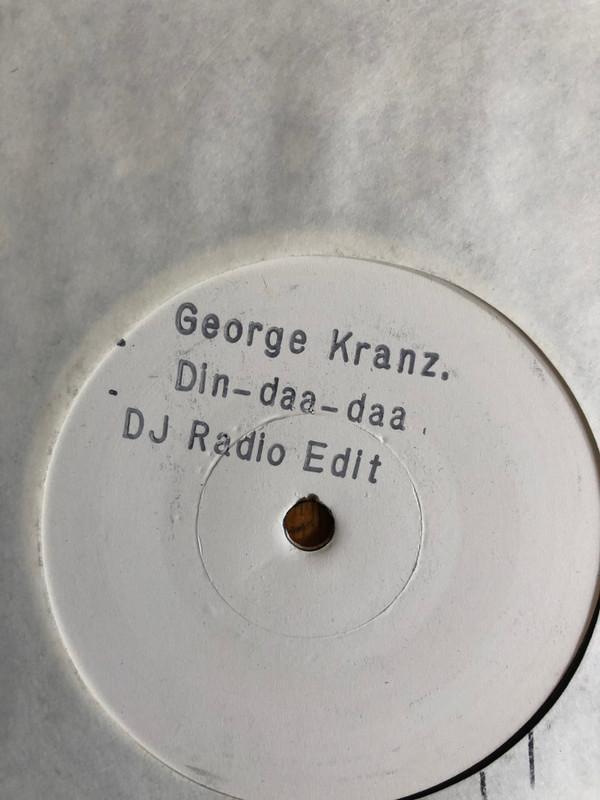 George Kranz.
Din-daa-daa
DJ Radio Edit